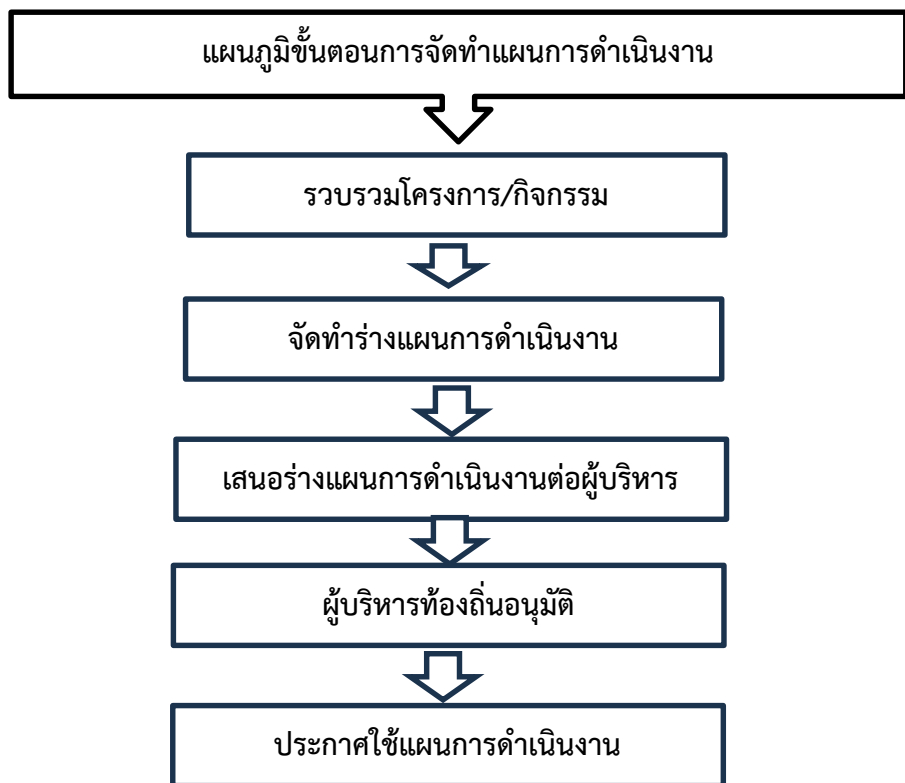 แผนภูมิขั้นตอนการจัดทำแผนการดำเนินงาน
รวบรวมโครงการ/กิจกรรม
จัดทำร่างแผนการดำเนินงาน
เสนอร่างแผนการดำเนินงานต่อผู้บริหาร
ผู้บริหารท้องถิ่นอนุมัติ
ประกาศใช้แผนการดำเนินงาน